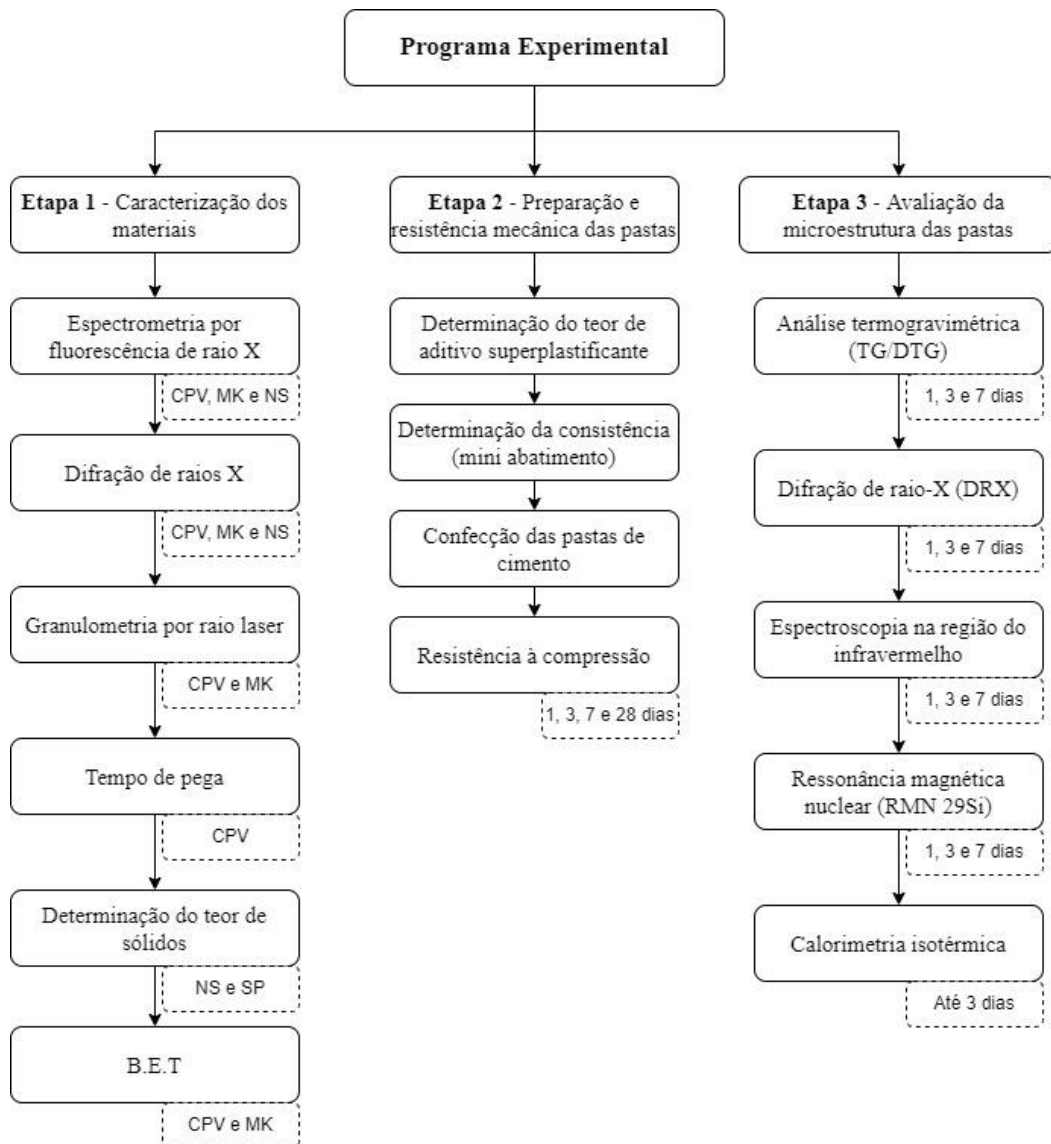 Programa Experimental
Etapa 1 - Caracterização dos
materiais
Espectrometria por
fluorescência de raio X
CPV, MK e NS
Difração de raios X
CPV, MK e NS
Granulometria por raio laser
CPV e MK
Tempo de pega
CPV
Determinação do teor de
sólidos
NS e SP
B.E.T
CPV e MK
Etapa 2 - Preparação e
resistência mecânica das pastas
Determinação do teor de
aditivo superplastificante
Determinação da consistência
(mini abatimento)
Confecção das pastas de
cimento
Resistência à compressão
1, 3, 7 e 28 dias
Etapa 3 - Avaliação da
microestrutura das pastas
Análise termogravimétrica
(TG/DTG)
1, 3 e 7 dias
Difração de raio-X (DRX)
1, 3 e 7 dias
Espectroscopia na região do
infravermelho
1, 3 e 7 dias
Ressonância magnética
nuclear (RMN 29Si)
1, 3 e 7 dias
Calorimetria isotérmica
Até 3 dias